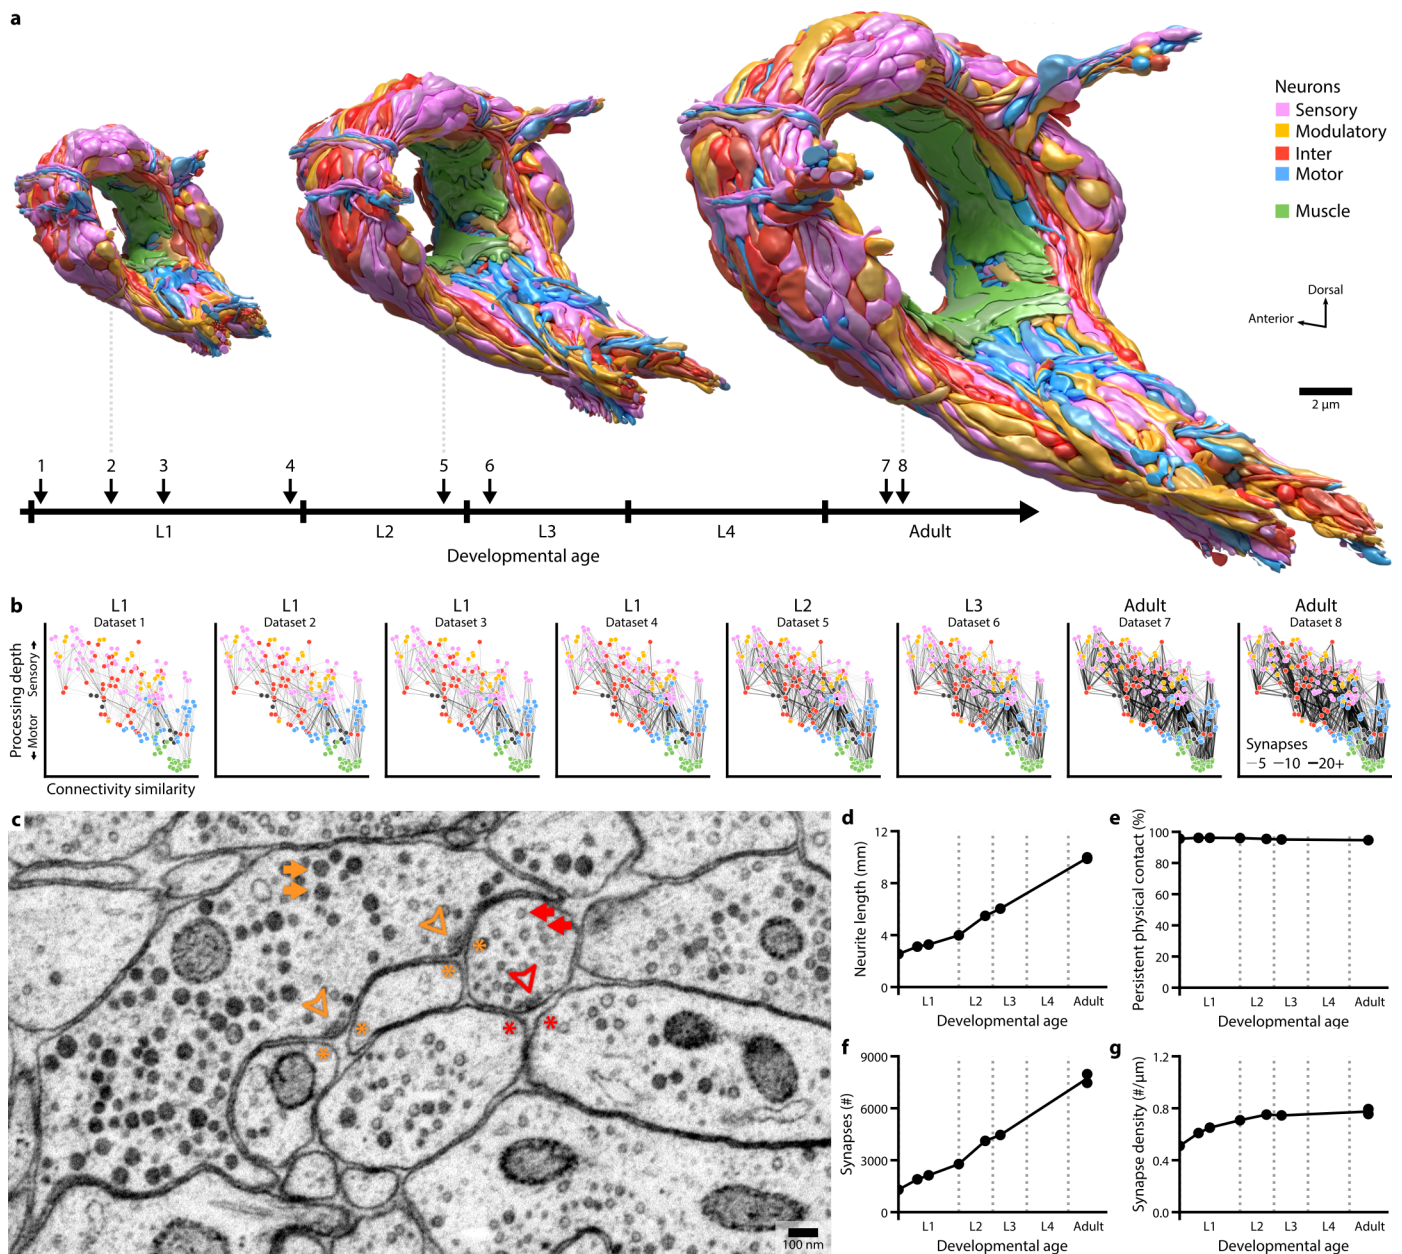 a
Neurons
Sensory
Modulatory
Inter
Motor
Muscle
Dorsal
Anterior
2 µm
1 2 3 4 5 6 7 8
L1 L2 L3 L4 Adult
Developmental age
b
L1 L1 L1 L1 L2 L3 Adult Adult
Dataset 1 Dataset 2 Dataset 3 Dataset 4 Dataset 5 Dataset 6 Dataset 7 Dataset 8
Processing depth
Motor Sensory
Synapses
5 10 20+
Connectivity similarity
c
* *
* *
* *
100 nm
d
Neurite length (mm)
12
8
4
0
L1 L2 L3 L4 Adult
Developmental age
e
Persistent physical contact (%)
100
80
60
40
20
0
L1 L2 L3 L4 Adult
Developmental age
f
Synapses (#)
9000
6000
3000
0
L1 L2 L3 L4 Adult
Developmental age
g
Synapse density (#/µm)
1.2
0.8
0.4
0.0
L1 L2 L3 L4 Adult
Developmental age